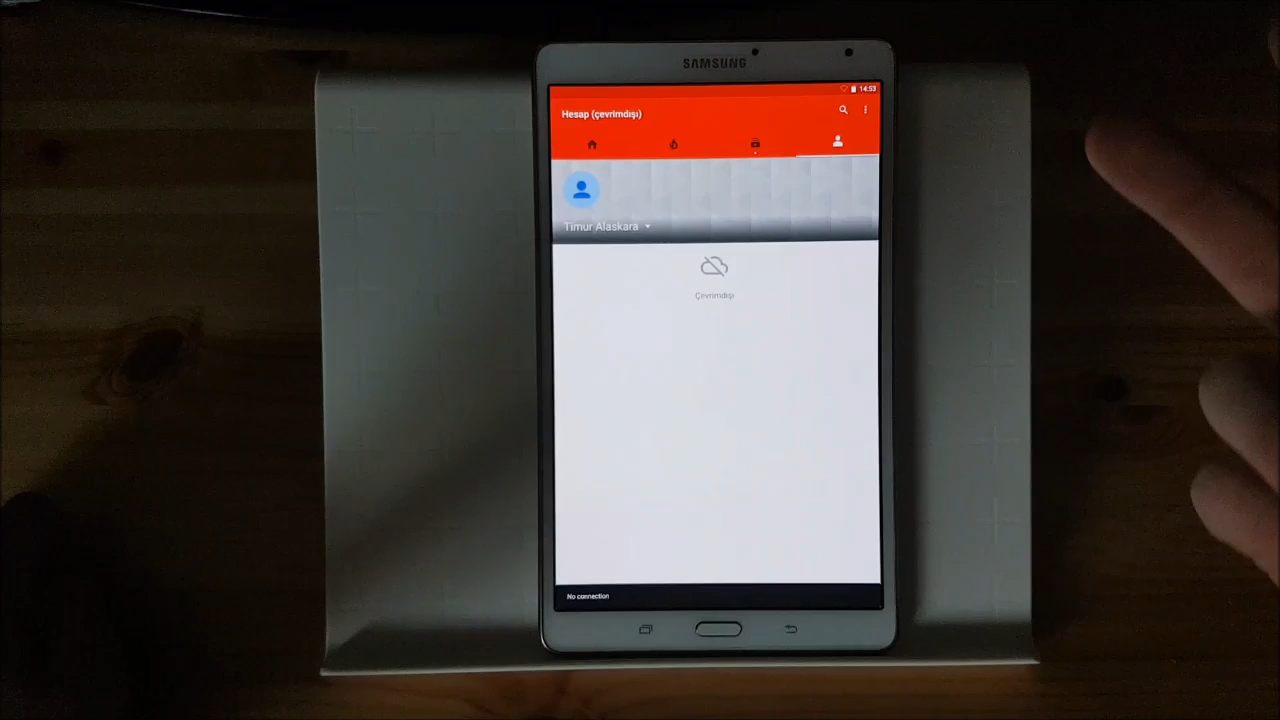 SAMSUNG
14:53
Hesap (çevrimdışı)
Timur Alaskara
Çevrimdışı
No connection